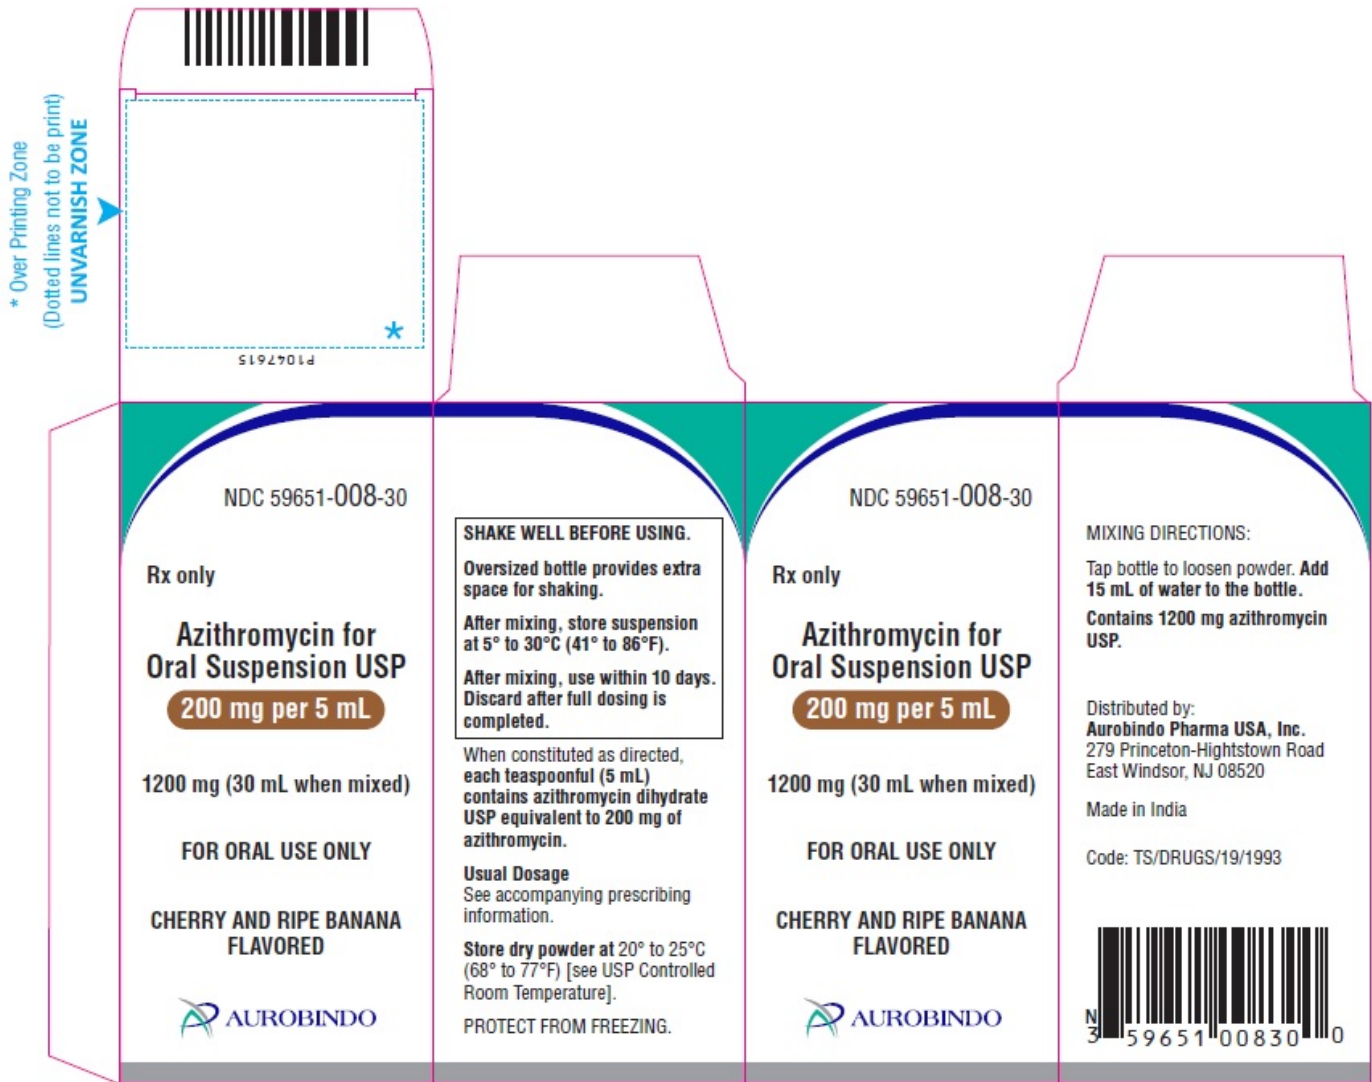 * Over Printing Zone
(Dotted lines not to be print)
UNVARNISH ZONE
*
P1047615
NDC 59651-008-30
Rx only
Azithromycin for
Oral Suspension USP
200 mg per 5 mL
1200 mg (30 mL when mixed)
FOR ORAL USE ONLY
CHERRY AND RIPE BANANA
FLAVORED
AUROBINDO
SHAKE WELL BEFORE USING.
Oversized bottle provides extra
space for shaking.
After mixing, store suspension
at 5° to 30°C (41° to 86°F).
After mixing, use within 10 days.
Discard after full dosing is
completed.
When constituted as directed,
each teaspoonful (5 mL)
contains azithromycin dihydrate
USP equivalent to 200 mg of
azithromycin.
Usual Dosage
See accompanying prescribing
information.
Store dry powder at 20° to 25°C
(68° to 77°F) [see USP Controlled
Room Temperature].
PROTECT FROM FREEZING.
NDC 59651-008-30
Rx only
Azithromycin for
Oral Suspension USP
200 mg per 5 mL
1200 mg (30 mL when mixed)
FOR ORAL USE ONLY
CHERRY AND RIPE BANANA
FLAVORED
AUROBINDO
MIXING DIRECTIONS:
Tap bottle to loosen powder. Add
15 mL of water to the bottle.
Contains 1200 mg azithromycin
USP.
Distributed by:
Aurobindo Pharma USA, Inc.
279 Princeton-Hightstown Road
East Windsor, NJ 08520
Made in India
Code: TS/DRUGS/19/1993
N
3 59651 00830 0